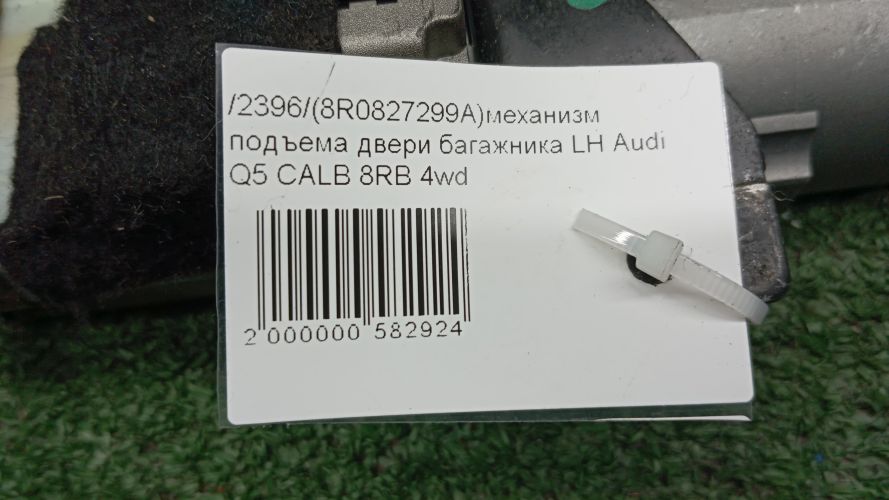 /2396/(8R0827299A)механизм
подъема двери багажника LH Audi
Q5 CALB 8RB 4wd
2 000000 582924